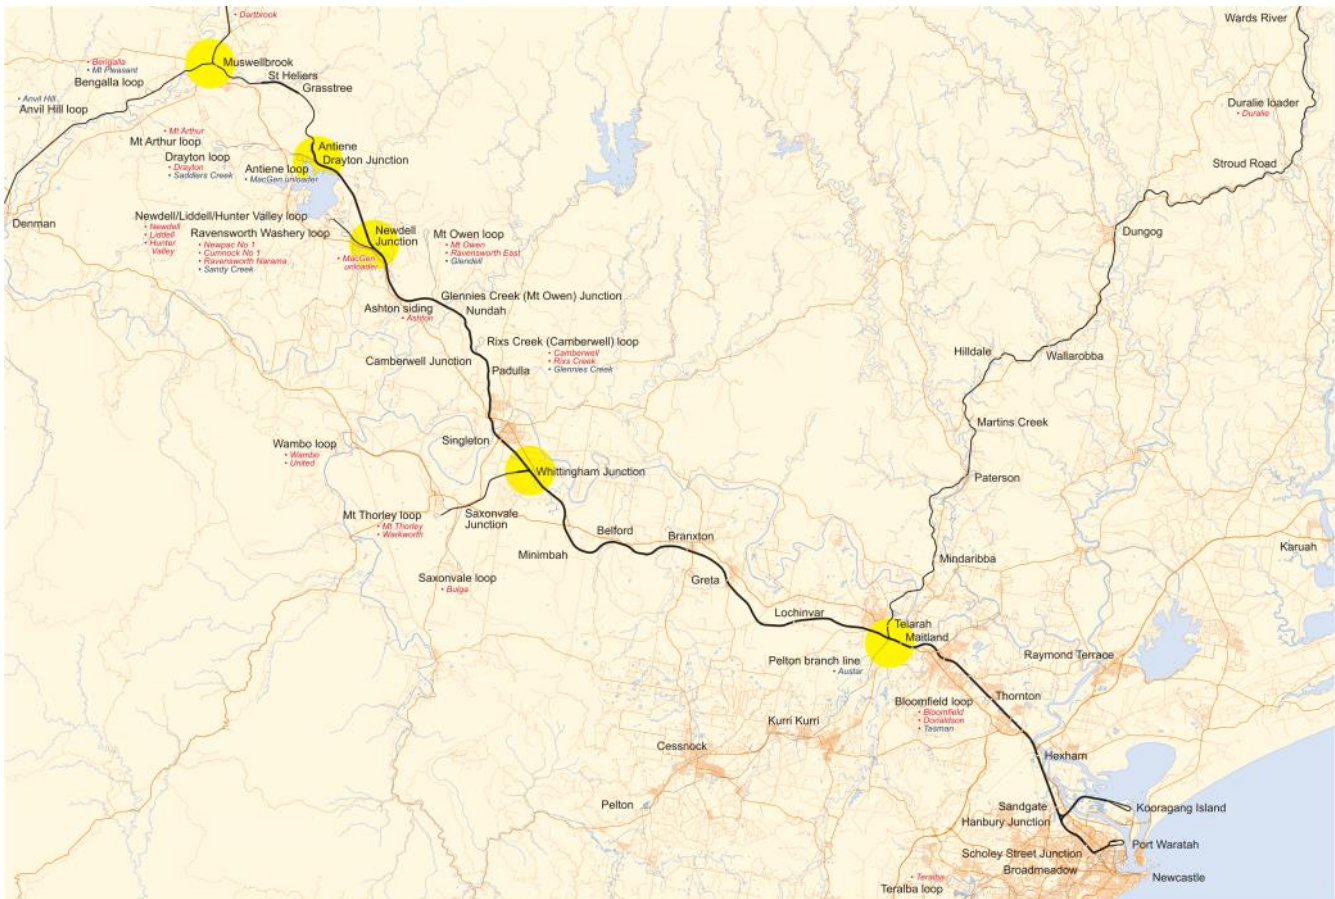 • Dartbrook
Wards River
Muswellbrook
• Bengalla
• Mt Pleasant
Bengalla loop
St Heliers
Grasstree
• Anvil Hill
Anvil Hill loop
Duralie loader
• Duralie
• Mt Arthur
Mt Arthur loop
Antiene
Drayton Junction
Drayton loop
• Drayton
• Saddlers Creek
Antiene loop
• MacGen unloader
Stroud Road
Denman
Newdell/Liddell/Hunter Valley loop
• Newdell
• Liddell
• Hunter
Valley
Ravensworth Washery loop
• Newpac No 1
• Cumnock No 1
• Ravensworth Narama
• Sandy Creek
Newdell
Junction
• MacGen
unloader
Mt Owen loop
• Mt Owen
• Ravensworth East
• Glendell
Dungog
Glennies Creek (Mt Owen) Junction
Ashton siding
• Ashton
Nundah
Rixs Creek (Camberwell) loop
• Camberwell
• Rixs Creek
• Glennies Creek
Camberwell Junction
Padulla
Hilldale
Wallarobba
Martins Creek
Singleton
Wambo loop
• Wambo
• United
Whittingham Junction
Paterson
Mt Thorley loop
• Mt Thorley
• Warkworth
Saxonvale
Junction
Belford
Branxton
Minimbah
Mindaribba
Karuah
Saxonvale loop
• Bulga
Greta
Lochinvar
Telarah
Maitland
Pelton branch line
• Austar
Raymond Terrace
Bloomfield loop
• Bloomfield
• Donaldson
• Tasman
Thornton
Kurri Kurri
Cessnock
Hexham
Pelton
Sandgate
Hanbury Junction
Kooragang Island
Scholey Street Junction
Port Waratah
Broadmeadow
Newcastle
• Teralba
Teralba loop